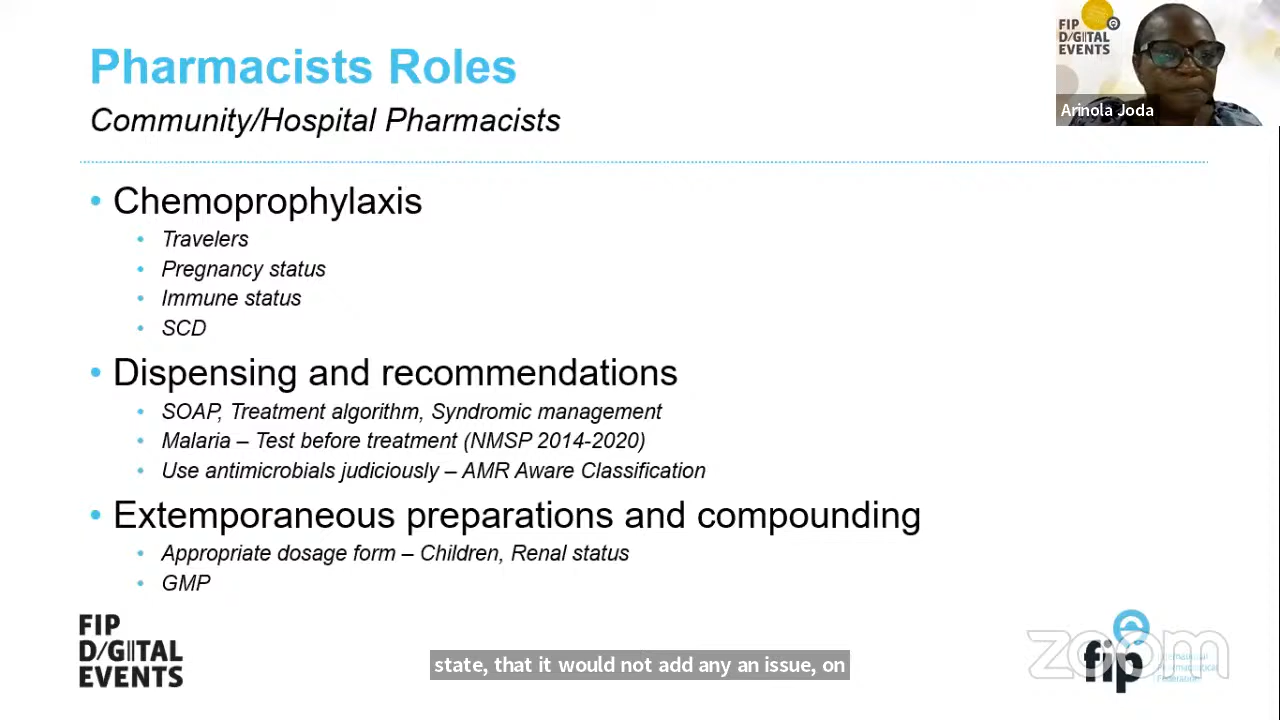 Pharmacists Roles
Community/Hospital Pharmacists
FIP
D/G|TAL
EVENTS
Arinola Joda
• Chemoprophylaxis
• Travelers
• Pregnancy status
• Immune status
• SCD
• Dispensing and recommendations
• SOAP, Treatment algorithm, Syndromic management
• Malaria – Test before treatment (NMSP 2014-2020)
• Use antimicrobials judiciously – AMR Aware Classification
• Extemporaneous preparations and compounding
• Appropriate dosage form – Children, Renal status
• GMP
FIP
D/G||TAL
EVENTS
state, that it would not add any an issue, on
zoom
fip
International
Pharmaceutical
Federation